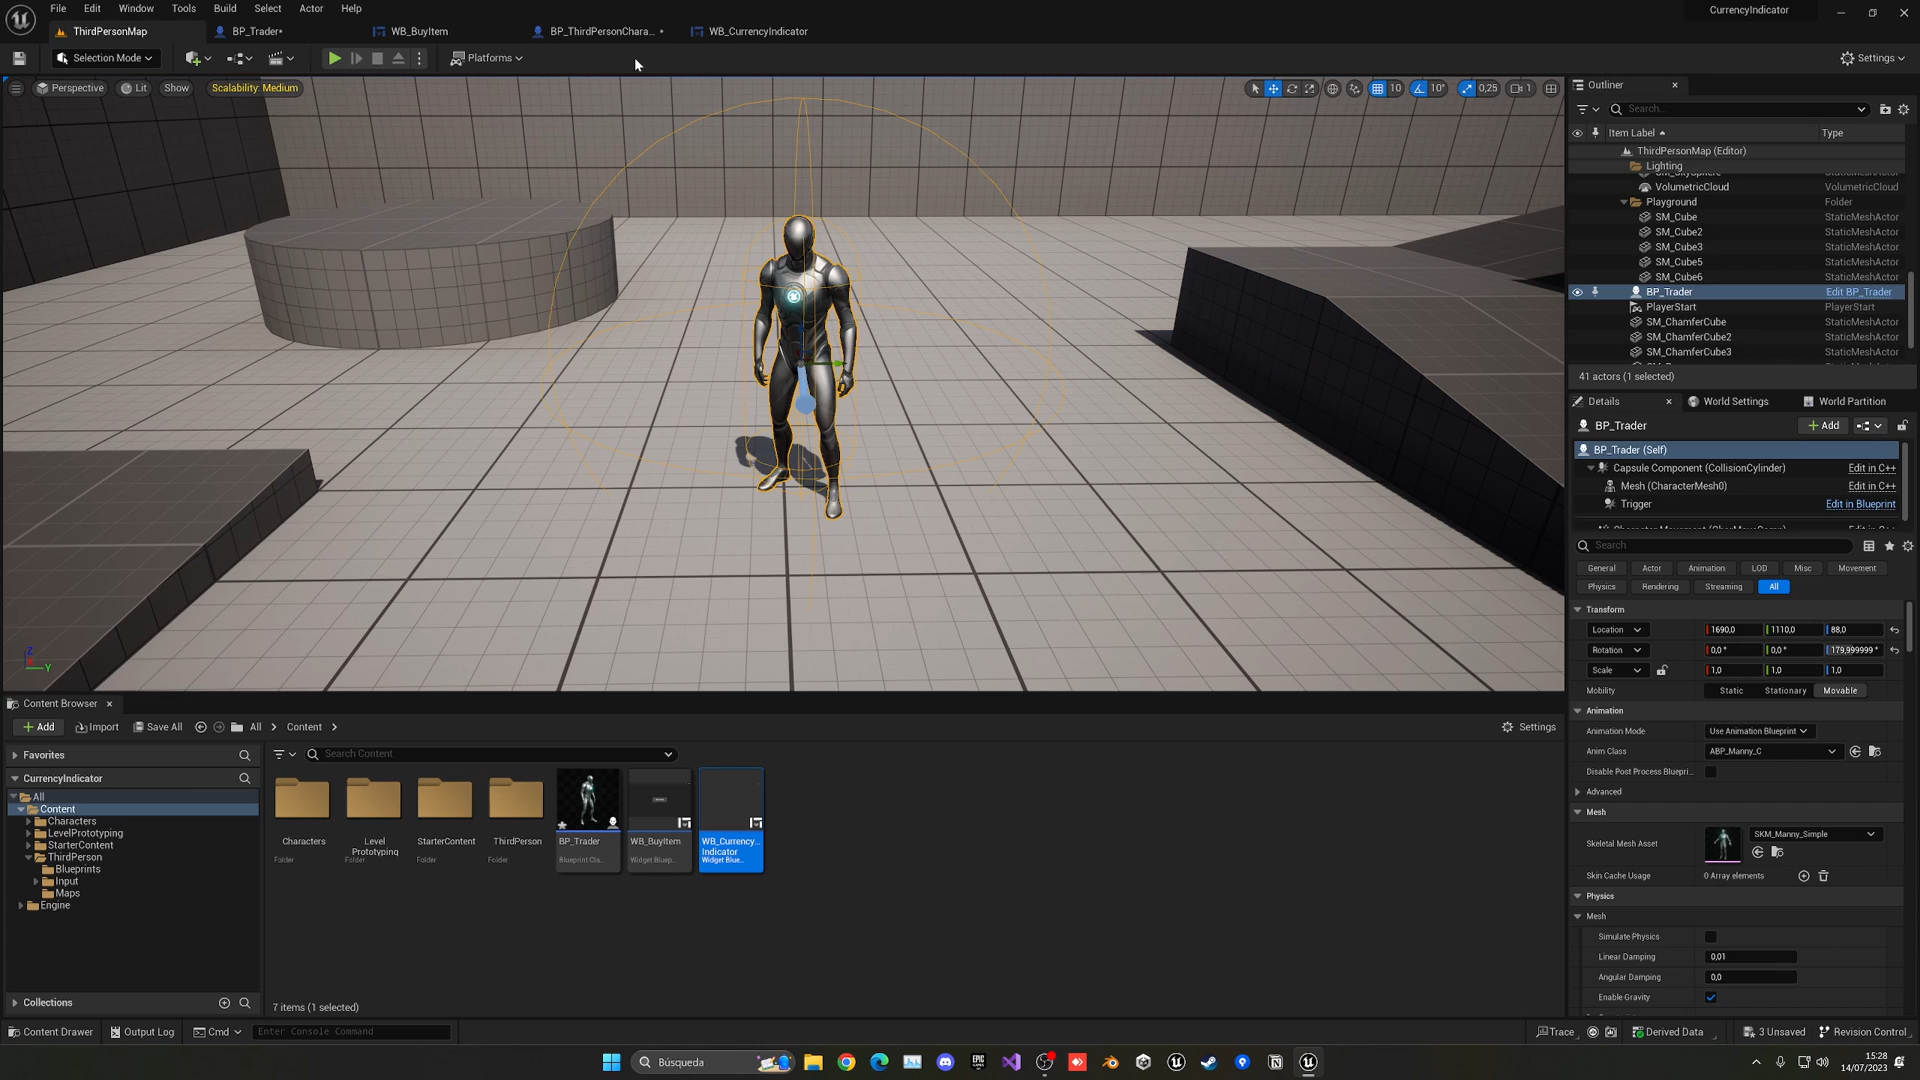 File Edit Window Tools Build Select Actor Help
CurrencyIndicator
ThirdPersonMap
BP_Trader*
WB_BuyItem
BP_ThirdPersonChara... *
WB_CurrencyIndicator
Selection Mode
Platforms
Settings
Perspective
Lit
Show
Scalability: Medium
10
10°
0,25
1
Outliner
Search...
Item Label
Type
ThirdPersonMap (Editor)
Lighting
VolumetricCloud VolumetricCloud
Playground Folder
SM_Cube StaticMeshActor
SM_Cube2 StaticMeshActor
SM_Cube3 StaticMeshActor
SM_Cube5 StaticMeshActor
SM_Cube6 StaticMeshActor
BP_Trader Edit BP_Trader
PlayerStart PlayerStart
SM_ChamferCube StaticMeshActor
SM_ChamferCube2 StaticMeshActor
SM_ChamferCube3 StaticMeshActor
41 actors (1 selected)
Details
World Settings
World Partition
BP_Trader
Add
BP_Trader (Self)
Capsule Component (CollisionCylinder) Edit in C++
Mesh (CharacterMesh0) Edit in C++
Trigger Edit in Blueprint
Search
General Actor Animation LOD Misc Movement
Physics Rendering Streaming All
Transform
Location 1690,0 1110,0 88,0
Rotation 0,0 ° 0,0 ° 179,999999 °
Scale 1,0 1,0 1,0
Mobility Static Stationary Movable
Animation
Animation Mode Use Animation Blueprint
Anim Class ABP_Manny_C
Disable Post Process Bluepri...
Advanced
Mesh
Skeletal Mesh Asset SKM_Manny_Simple
Skin Cache Usage 0 Array elements
Physics
Mesh
Simulate Physics
Linear Damping 0,01
Angular Damping 0,0
Enable Gravity
Z
X
Y
Content Browser
Add Import Save All All Content Settings
Favorites
Search Content
CurrencyIndicator
All
Content
Characters
LevelPrototyping
StarterContent
ThirdPerson
Blueprints
Input
Maps
Engine
Collections
Characters
Folder
Level
Prototyping
Folder
StarterContent
Folder
ThirdPerson
Folder
BP_Trader
Blueprint Cla...
WB_BuyItem
Widget Bluep...
WB_Currency
Indicator
Widget Blue...
7 items (1 selected)
Content Drawer Output Log Cmd Enter Console Command
Trace Derived Data 3 Unsaved Revision Control
Búsqueda
EPIC
15:28
14/07/2023